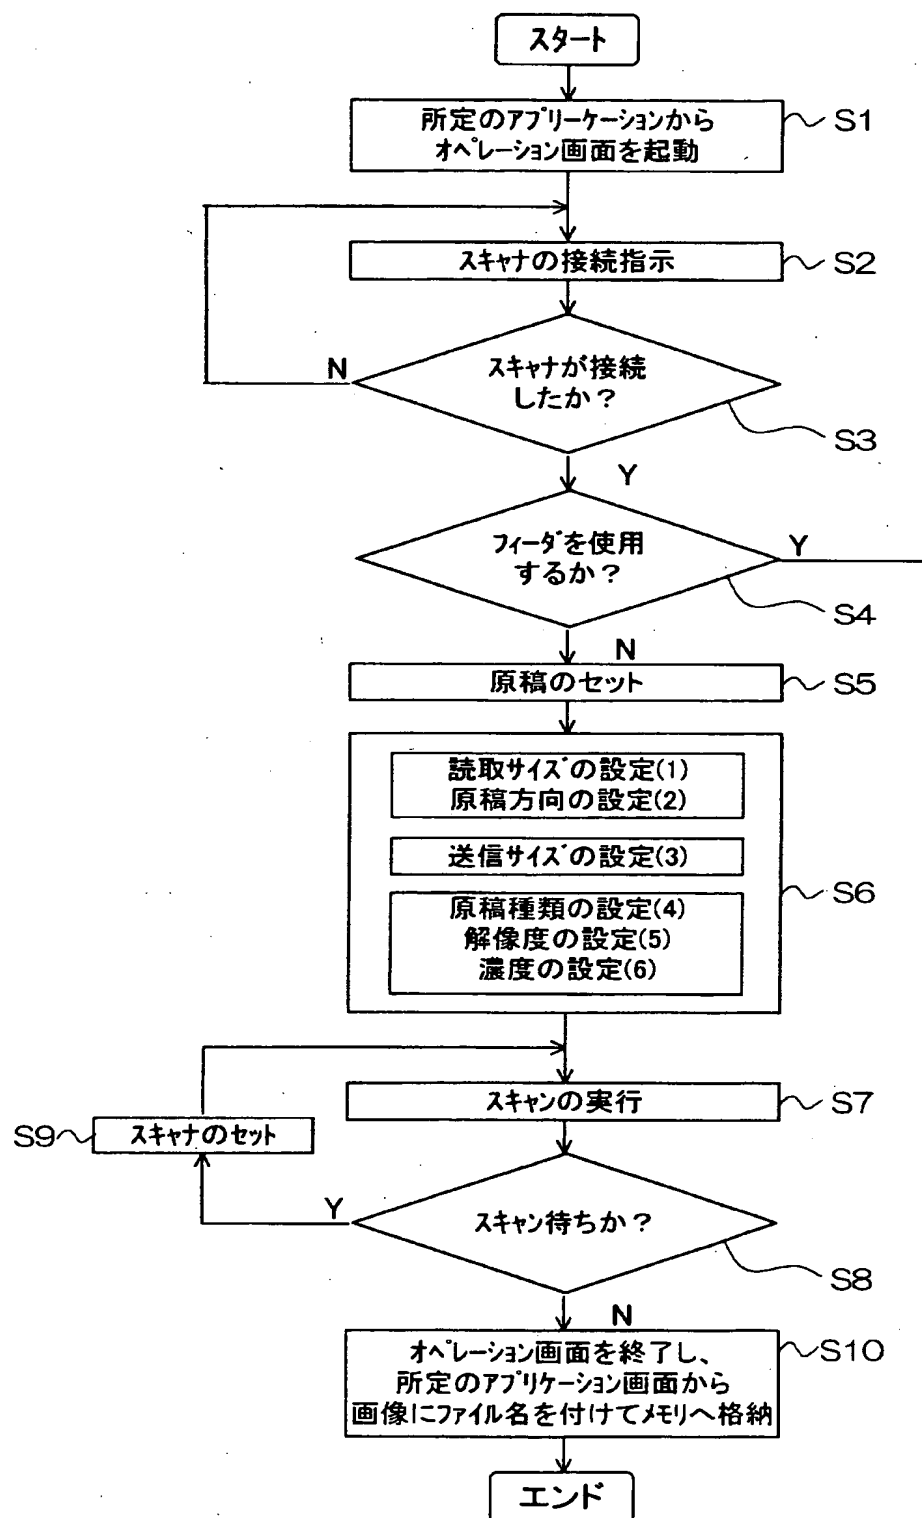 スタート
所定のアプリーケーションから
オペレーション画面を起動
S1
スキャナの接続指示
S2
スキャナが接続
したか？
N
S3
Y
フィーダを使用
するか？
Y
S4
N
原稿のセット
S5
読取サイズの設定(1)
原稿方向の設定(2)
送信サイズの設定(3)
原稿種類の設定(4)
解像度の設定(5)
濃度の設定(6)
S6
スキャンの実行
S7
S9
スキャナのセット
スキャン待ちか？
Y
S8
N
オペレーション画面を終了し、
所定のアプリケーション画面から
画像にファイル名を付けてメモリへ格納
S10
エンド